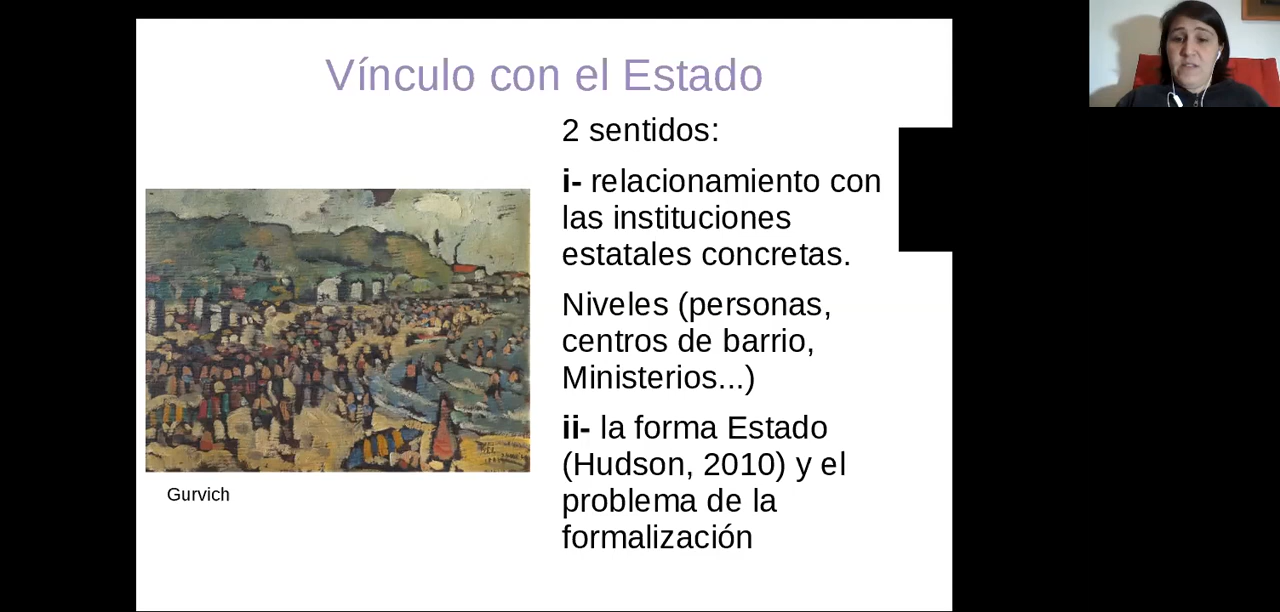 Vínculo con el Estado
2 sentidos:
i- relacionamiento con
las instituciones
estatales concretas.
Niveles (personas,
centros de barrio,
Ministerios...)
ii- la forma Estado
(Hudson, 2010) y el
problema de la
formalización
Gurvich